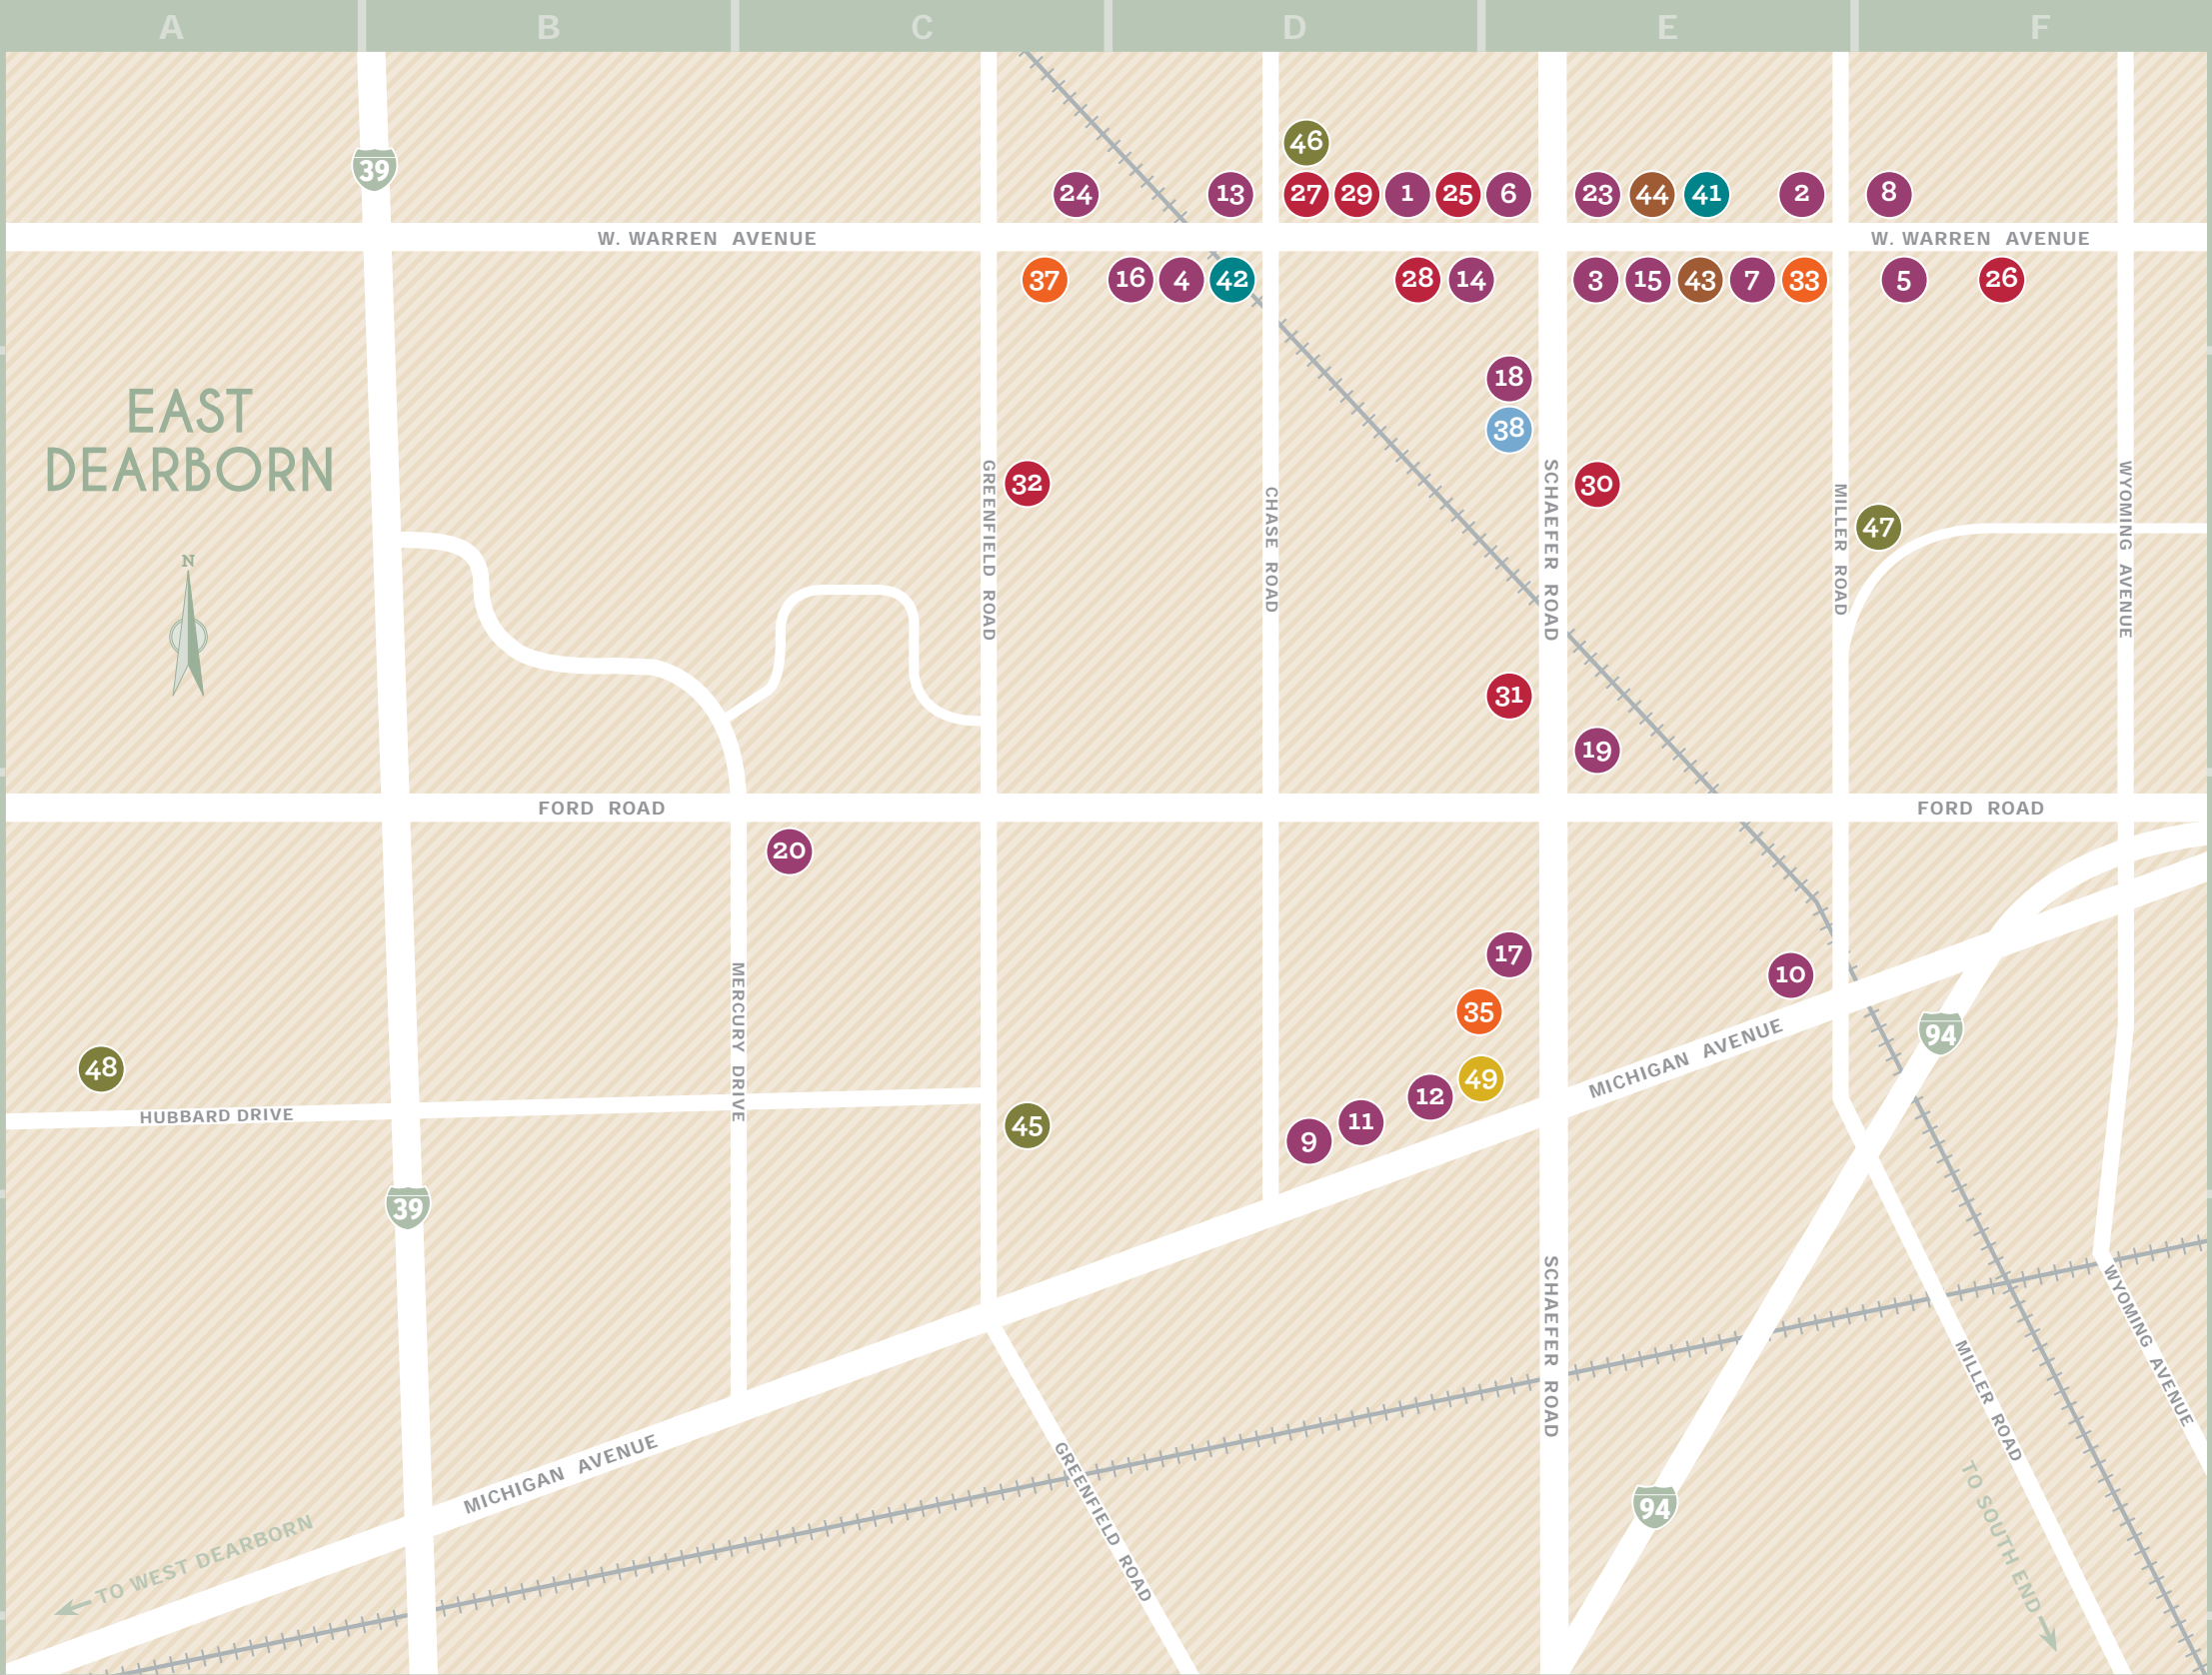 A B C D E F
39
46
24 13 27 29 1 25 6 23 44 41 2 8
W. WARREN AVENUE W. WARREN AVENUE
37 16 4 42 28 14 3 15 43 7 33 5 26
18
EAST
DEARBORN
38
32 30
GREENFIELD ROAD
CHASE ROAD
SCHAEFER ROAD
MILLER ROAD
47
WYOMING AVENUE
N
31
19
FORD ROAD FORD ROAD
20
17
10
35
MERCURY DRIVE
94
MICHIGAN AVENUE
48
49
12
HUBBARD DRIVE
45
11
9
39
SCHAEFER ROAD
WYOMING AVENUE
MILLER ROAD
MICHIGAN AVENUE
GREENFIELD ROAD
94
TO WEST DEARBORN
TO SOUTH END